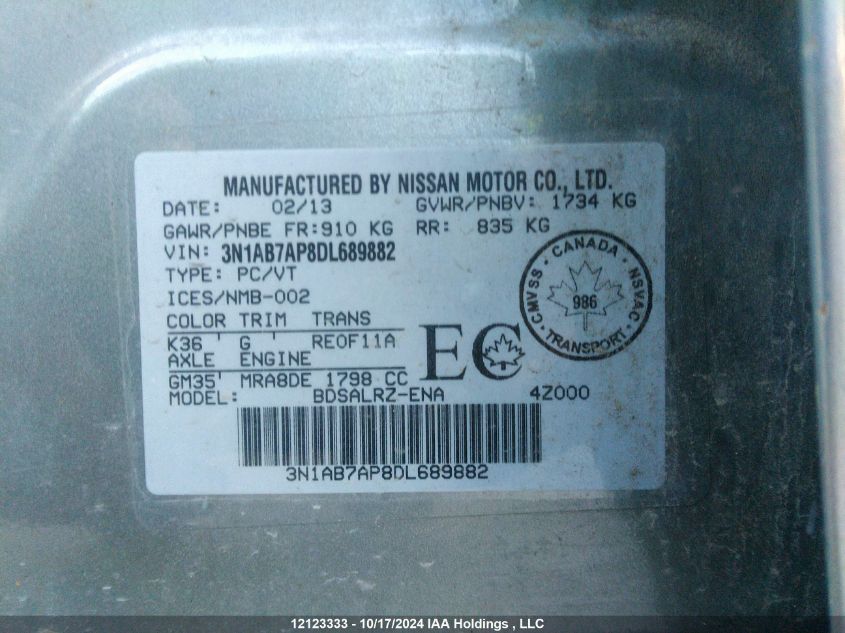 MANUFACTURED BY NISSAN MOTOR CO., LTD.
DATE: 02/13 GVWR/PNBV: 1734 KG
GAWR/PNBE FR:910 KG RR: 835 KG
VIN: 3N1AB7AP8DL689882
TYPE: PC/VT
ICES/NMB-002
COLOR TRIM TRANS
K36 ' G ' RE0F11A
AXLE ENGINE
GM35' MRA8DE 1798 CC
MODEL: BDSALRZ-ENA 4Z000
3N1AB7AP8DL689882
EC
CANADA
CMVSS · NSVAC
986
TRANSPORT
12123333 - 10/17/2024 IAA Holdings , LLC